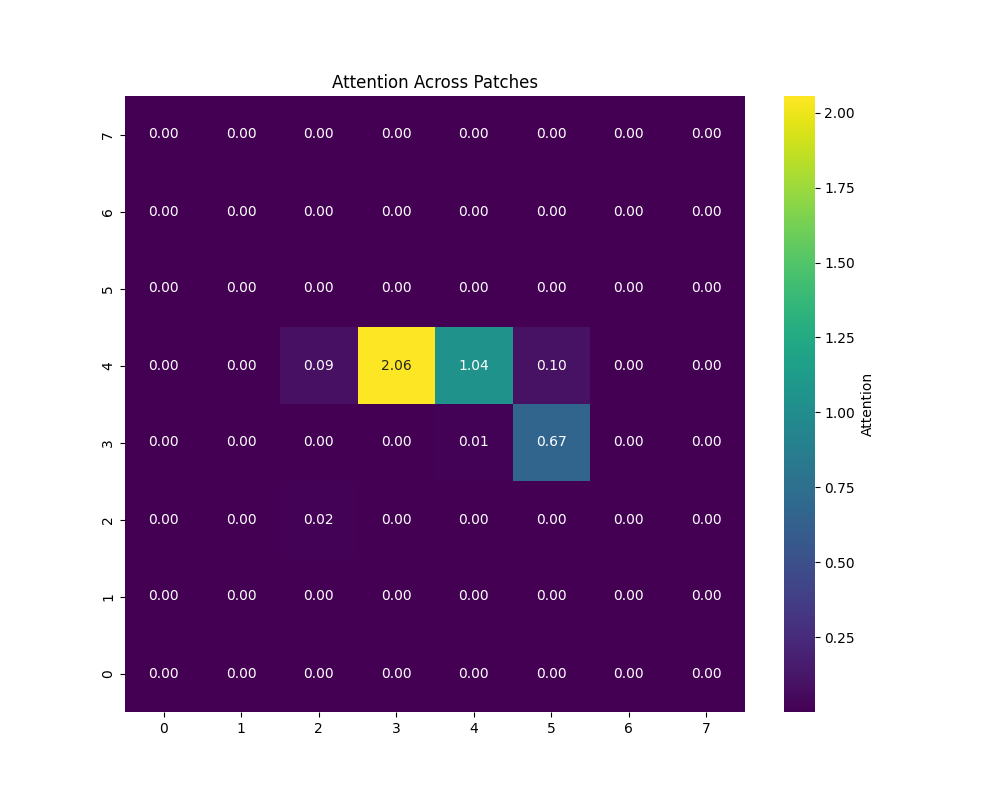 Attention Across Patches
7 0.00 0.00 0.00 0.00 0.00 0.00 0.00 0.00 2.00
6 0.00 0.00 0.00 0.00 0.00 0.00 0.00 0.00 1.75
5 0.00 0.00 0.00 0.00 0.00 0.00 0.00 0.00 1.50
4 0.00 0.00 0.09 2.06 1.04 0.10 0.00 0.00 1.25
3 0.00 0.00 0.00 0.00 0.01 0.67 0.00 0.00 1.00
2 0.00 0.00 0.02 0.00 0.00 0.00 0.00 0.00 0.75
1 0.00 0.00 0.00 0.00 0.00 0.00 0.00 0.00 0.50
0 0.00 0.00 0.00 0.00 0.00 0.00 0.00 0.00 0.25
0 1 2 3 4 5 6 7
Attention